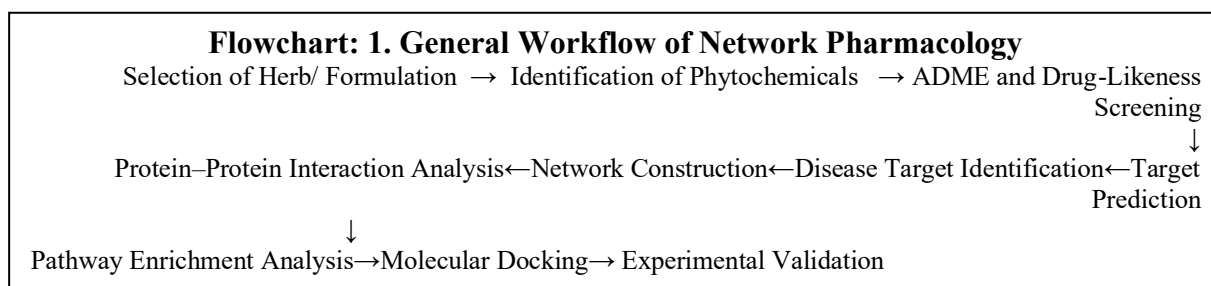 Flowchart: 1. General Workflow of Network Pharmacology
Selection of Herb/ Formulation → Identification of Phytochemicals → ADME and Drug-Likeness
Screening
↓
Protein–Protein Interaction Analysis←Network Construction←Disease Target Identification←Target
Prediction
↓
Pathway Enrichment Analysis→Molecular Docking→ Experimental Validation